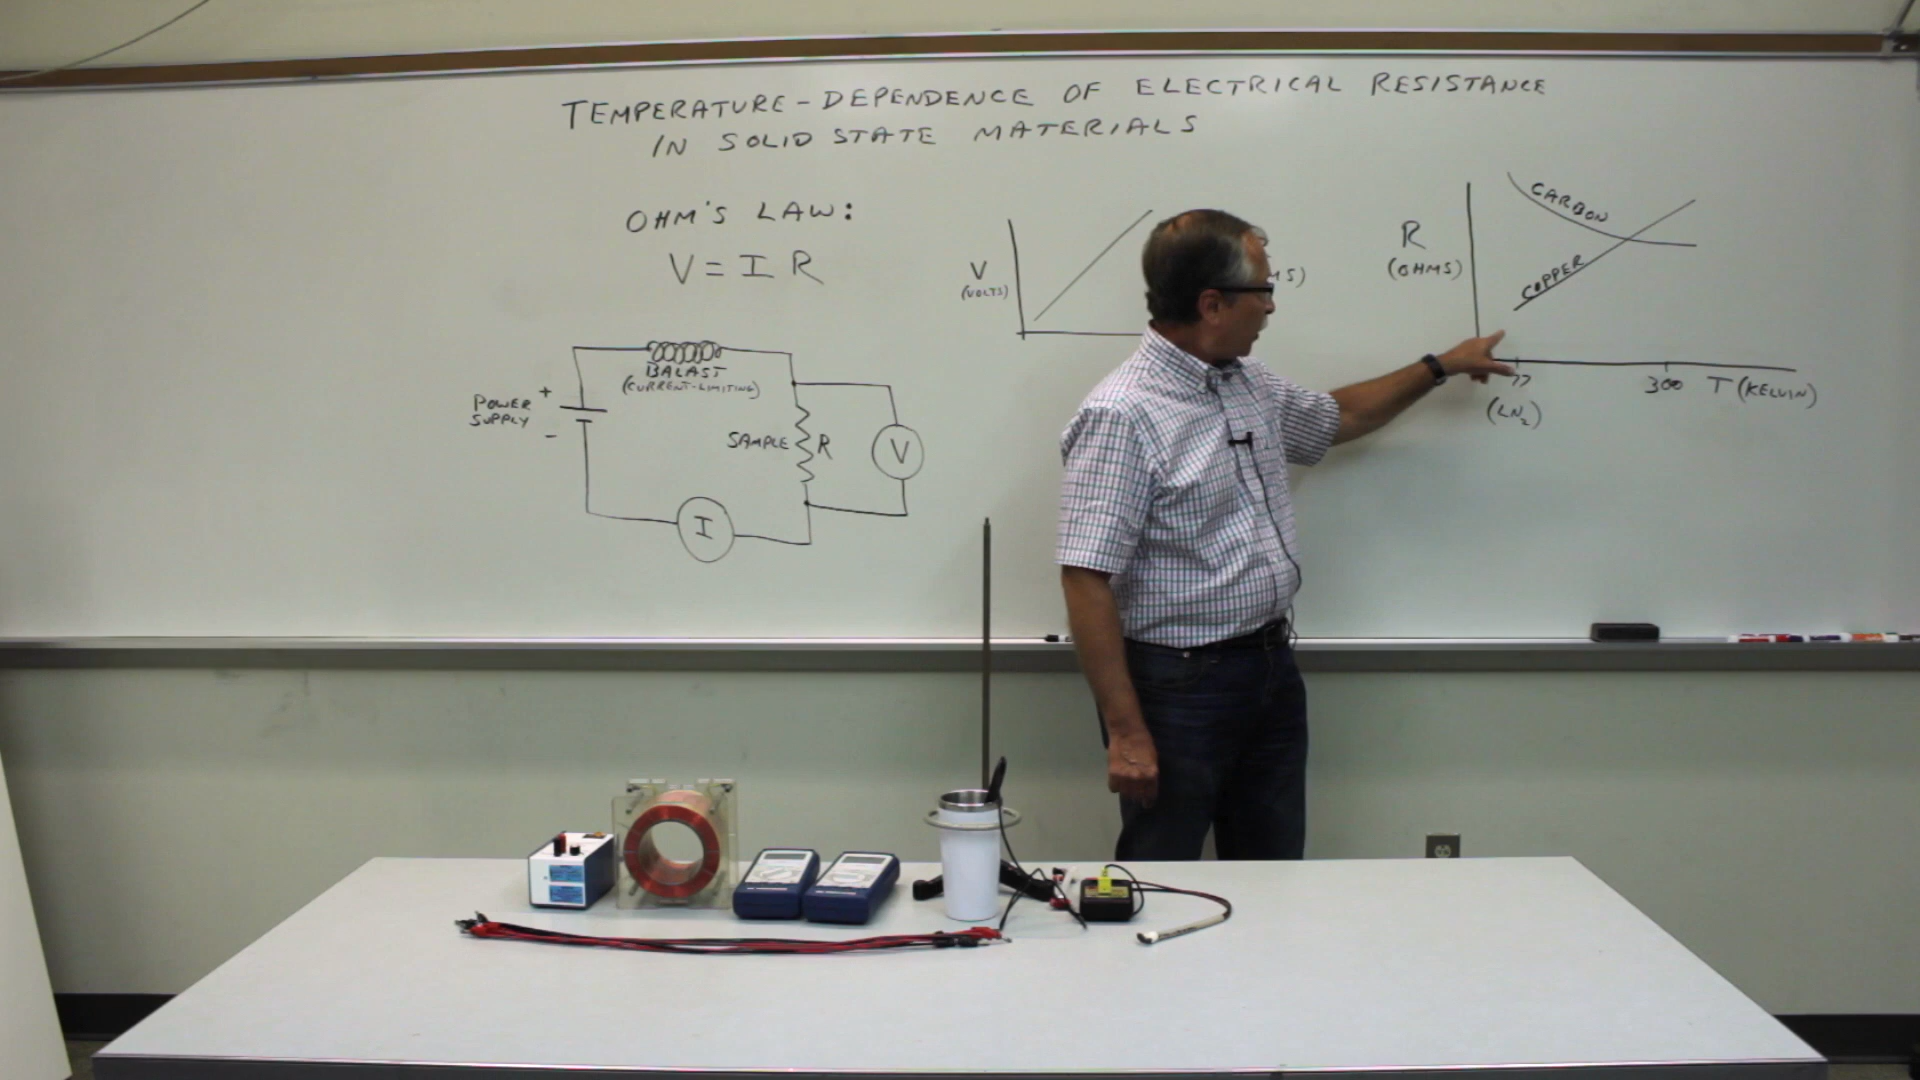 TEMPERATURE-DEPENDENCE OF ELECTRICAL RESISTANCE
IN SOLID STATE MATERIALS
OHM'S LAW:
V = I R
BALAST
(CURRENT-LIMITING)
POWER
SUPPLY
+
-
SAMPLE R
V
I
V
(VOLTS)
MS)
R
(OHMS)
CARBON
COPPER
77
(LN2)
300 T (KELVIN)